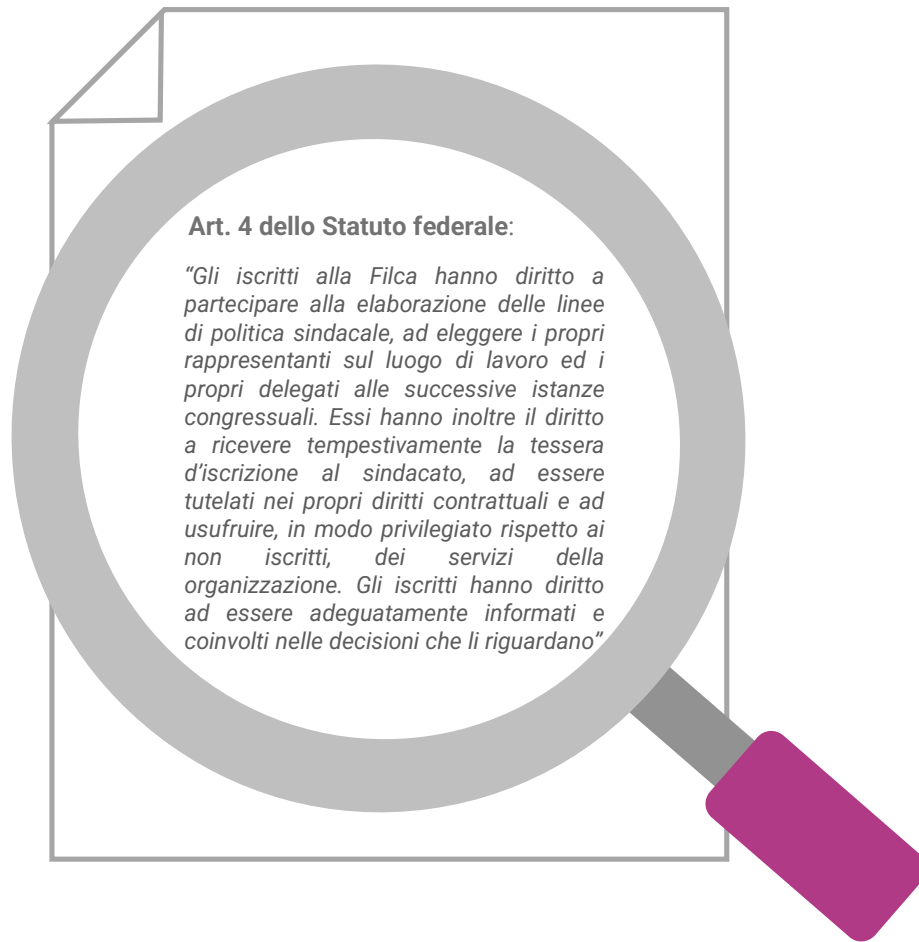 Art. 4 dello Statuto federale:
“Gli iscritti alla Filca hanno diritto a
partecipare alla elaborazione delle linee
di politica sindacale, ad eleggere i propri
rappresentanti sul luogo di lavoro ed i
propri delegati alle successive istanze
congressuali. Essi hanno inoltre il diritto
a ricevere tempestivamente la tessera
d’iscrizione al sindacato, ad essere
tutelati nei propri diritti contrattuali e ad
usufruire, in modo privilegiato rispetto ai
non iscritti, dei servizi della
organizzazione. Gli iscritti hanno diritto
ad essere adeguatamente informati e
coinvolti nelle decisioni che li riguardano”